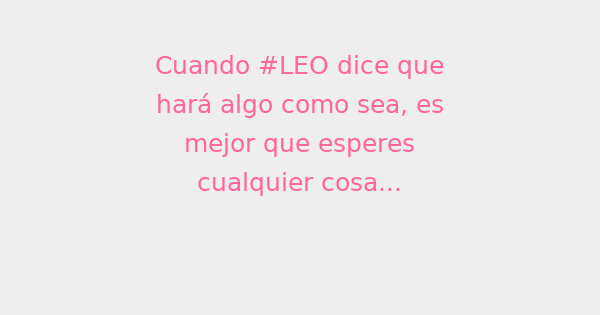 Cuando #LEO dice que
hará algo como sea, es
mejor que esperes
cualquier cosa...